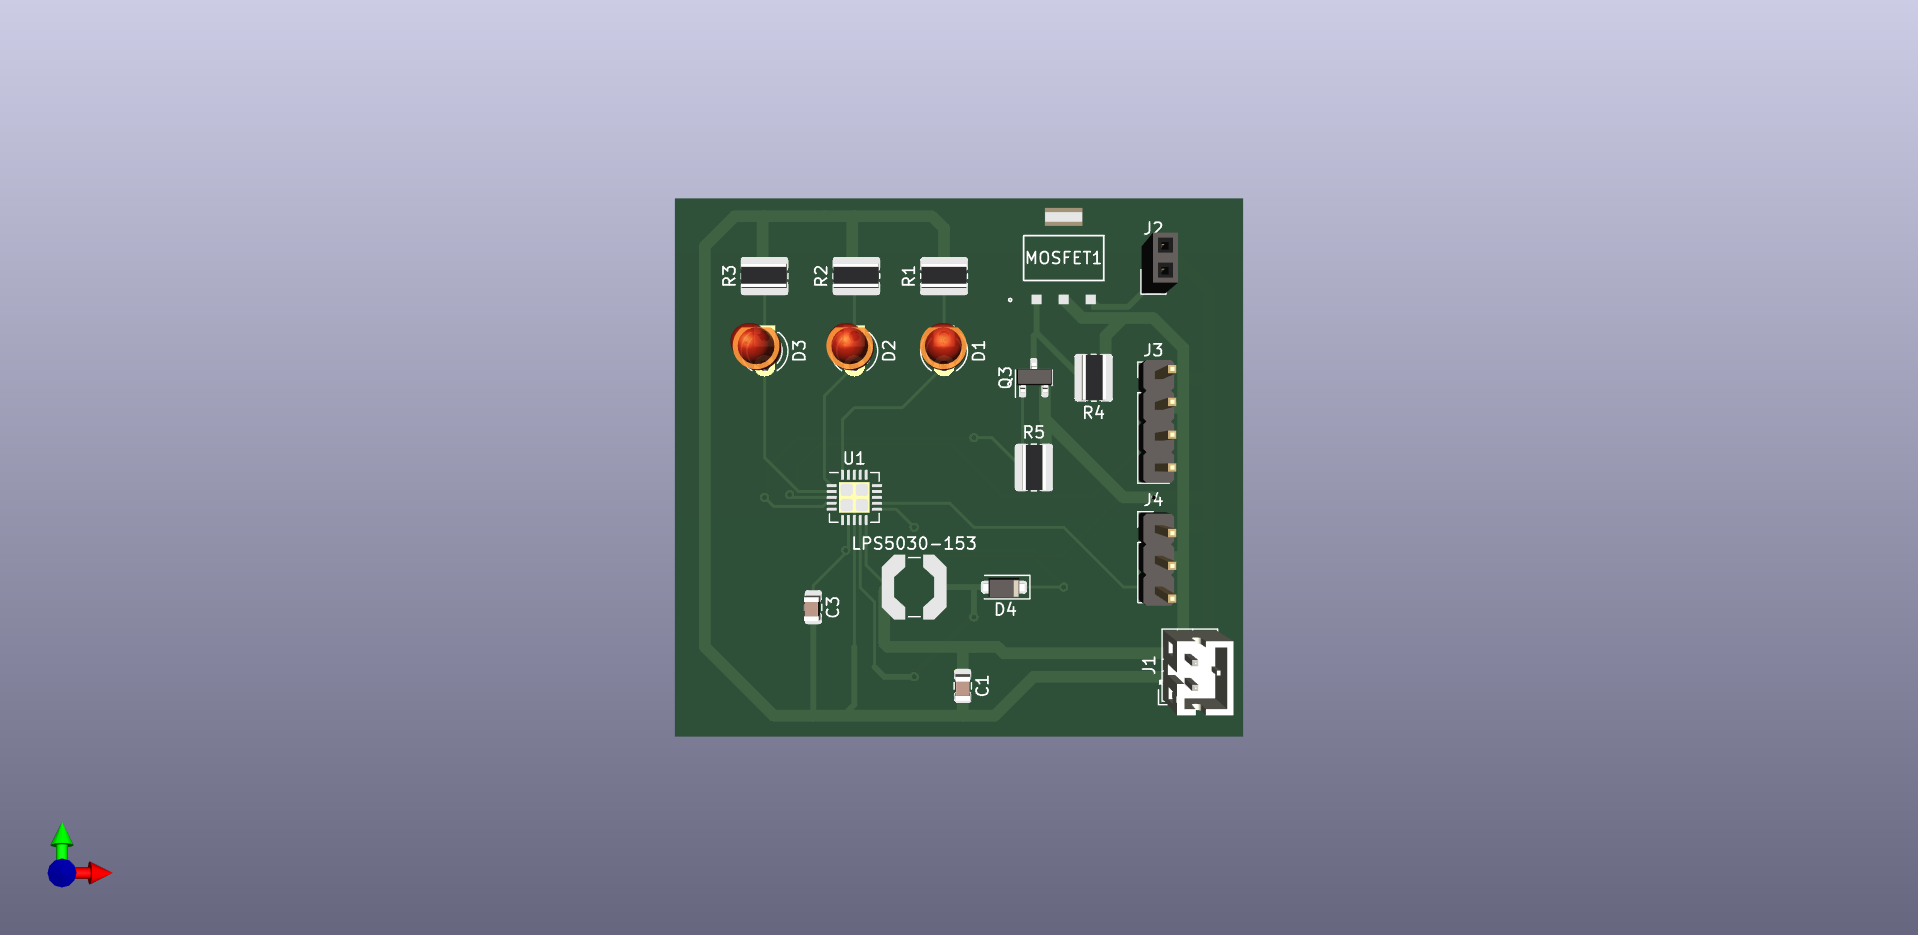 J2
MOSFET1
R3
R2
R1
D3
D2
D1
J3
Q3
R4
R5
U1
J4
LPS5030-153
C3
D4
J1
C1